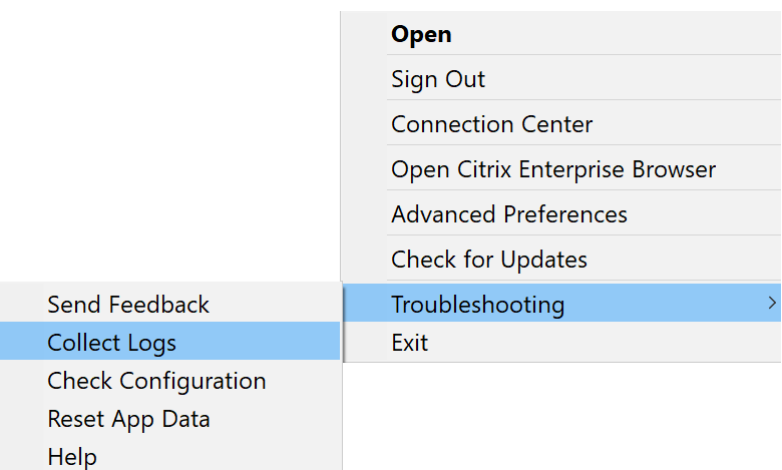 Open
Sign Out
Connection Center
Open Citrix Enterprise Browser
Advanced Preferences
Check for Updates
Troubleshooting
Exit
Send Feedback
Collect Logs
Check Configuration
Reset App Data
Help